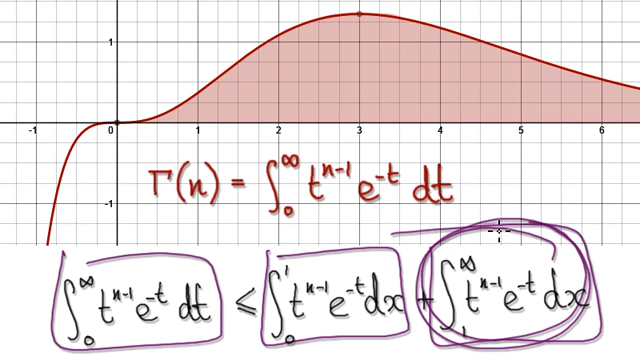 1
-1 0 1 2 3 4 5 6
Γ(n) = ∫₀^∞ t^(n-1) e^(-t) dt
-1
∫₀^∞ t^(n-1) e^(-t) dt ≤ ∫₀^1 t^(n-1) e^(-t) dx + ∫₁^∞ t^(n-1) e^(-t) dx